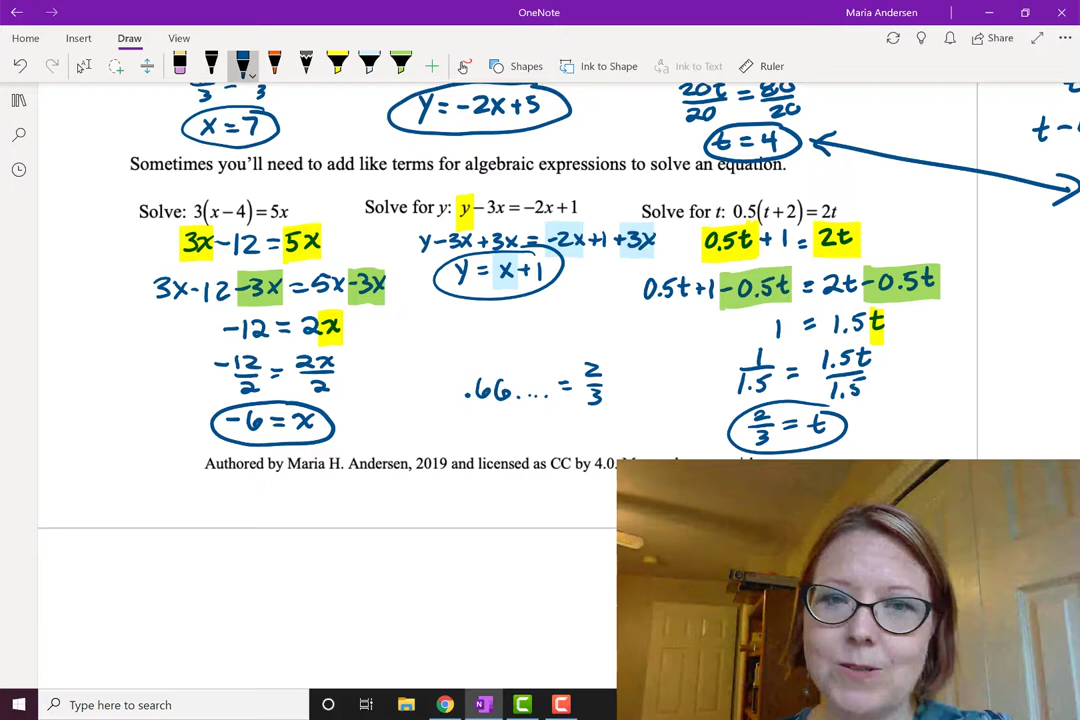 OneNote
Maria Andersen
Home Insert Draw View
Share
Shapes Ink to Shape Ink to Text Ruler
3 3
x = 7
y = -2x+5
20t/20 = 80/20
t = 4
t -
Sometimes you'll need to add like terms for algebraic expressions to solve an equation.
Solve: 3(x − 4) = 5x
3x -12 = 5x
3x -12 -3x = 5x -3x
-12 = 2x
-12/2 = 2x/2
-6 = x
Solve for y: y − 3x = −2x + 1
y -3x +3x = -2x +1 +3x
y = x +1
.66.... = 2/3
Solve for t: 0.5(t + 2) = 2t
0.5t + 1 = 2t
0.5t +1 -0.5t = 2t -0.5t
1 = 1.5t
1/1.5 = 1.5t/1.5
2/3 = t
Authored by Maria H. Andersen, 2019 and licensed as CC by 4.0.
Type here to search